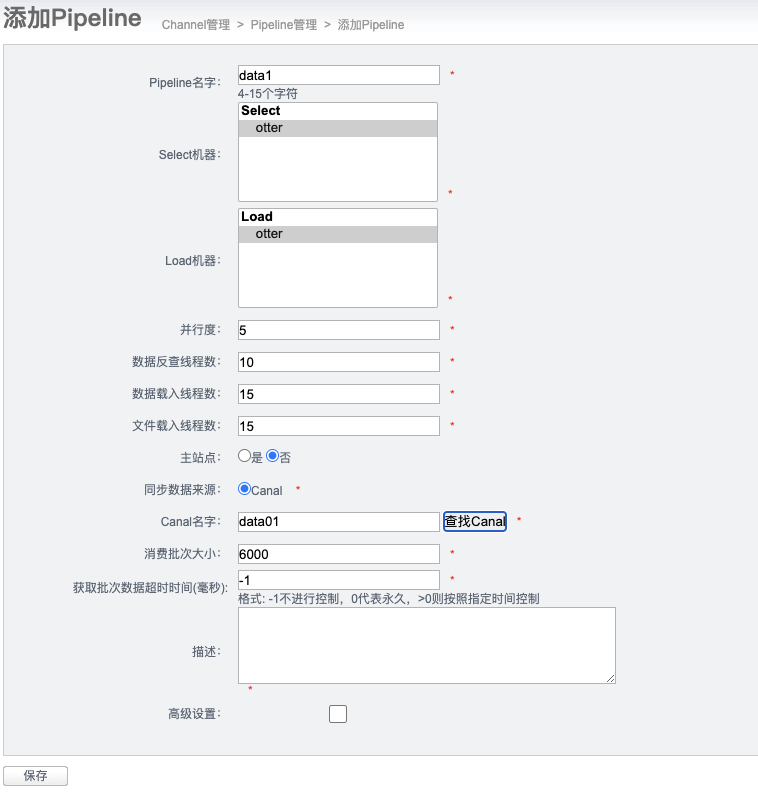 添加Pipeline Channel管理 > Pipeline管理 > 添加Pipeline
Pipeline名字： data1 *
4-15个字符
Select机器： Select
otter
*
Load机器： Load
otter
*
并行度： 5 *
数据反查线程数： 10 *
数据载入线程数： 15 *
文件载入线程数： 15 *
主站点： 是 否
同步数据来源： Canal *
Canal名字： data01 查找Canal *
消费批次大小： 6000 *
获取批次数据超时时间(毫秒): -1 *
格式: -1不进行控制，0代表永久，>0则按照指定时间控制
描述：
*
高级设置：
保存